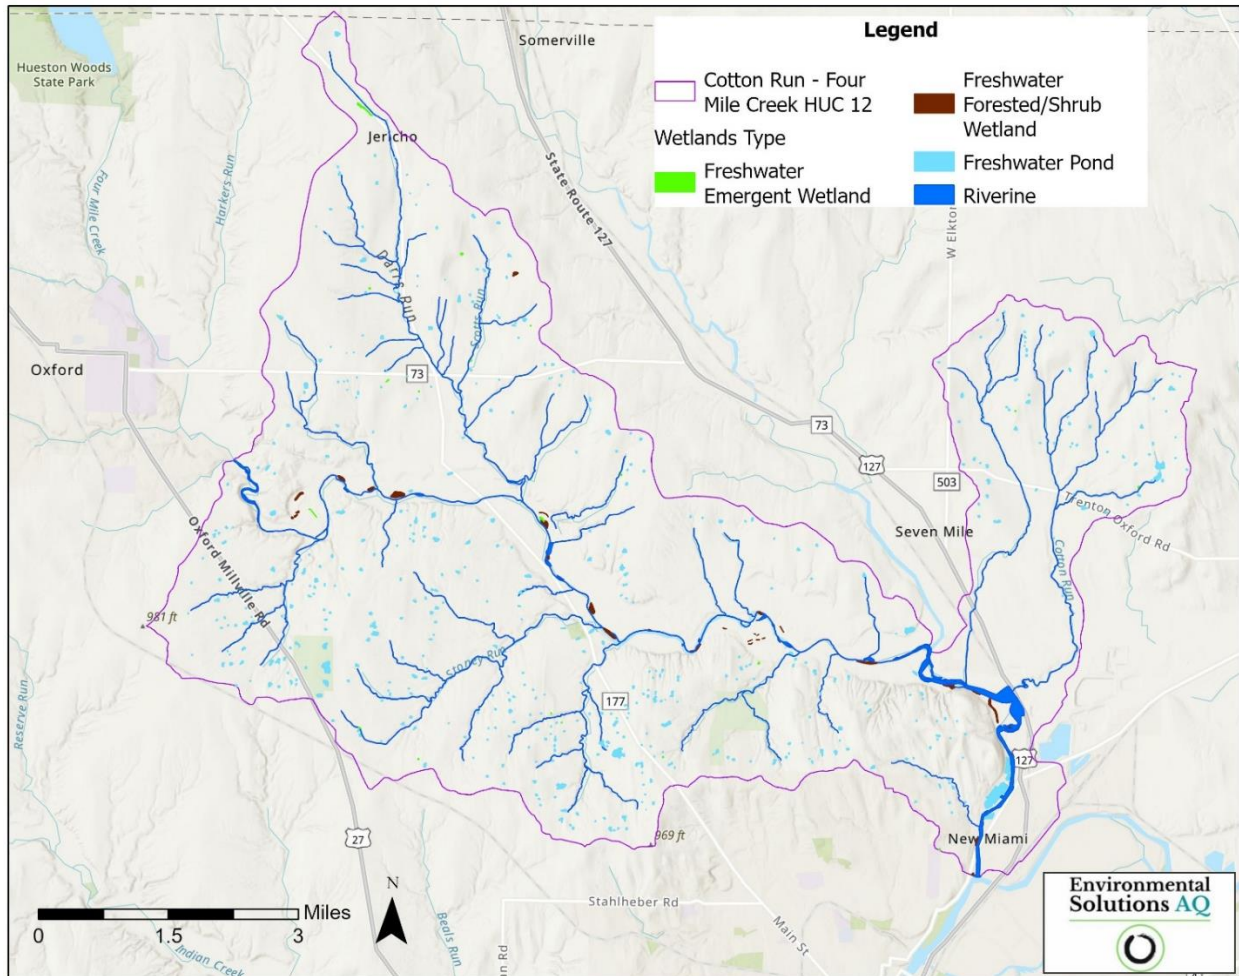 Legend
Cotton Run - Four
Mile Creek HUC 12
Wetlands Type
Freshwater
Emergent Wetland
Freshwater
Forested/Shrub
Wetland
Freshwater Pond
Riverine
Hueston Woods
State Park
Somerville
Jericho
Four Mile Creek
Harkers Run
State Route 127
W Elkton
Darrs Run
Scotts Run
Oxford
73
73
127
503
Trenton Oxford Rd
Seven Mile
Cotton Run
Oxford Millville Rd
951 ft
Stoney Run
177
Reserve Run
127
27
969 ft
New Miami
N
Miles
0 1.5 3
Stahlheber Rd
Main St
Beals Run
Indian Creek
Environmental
Solutions AQ